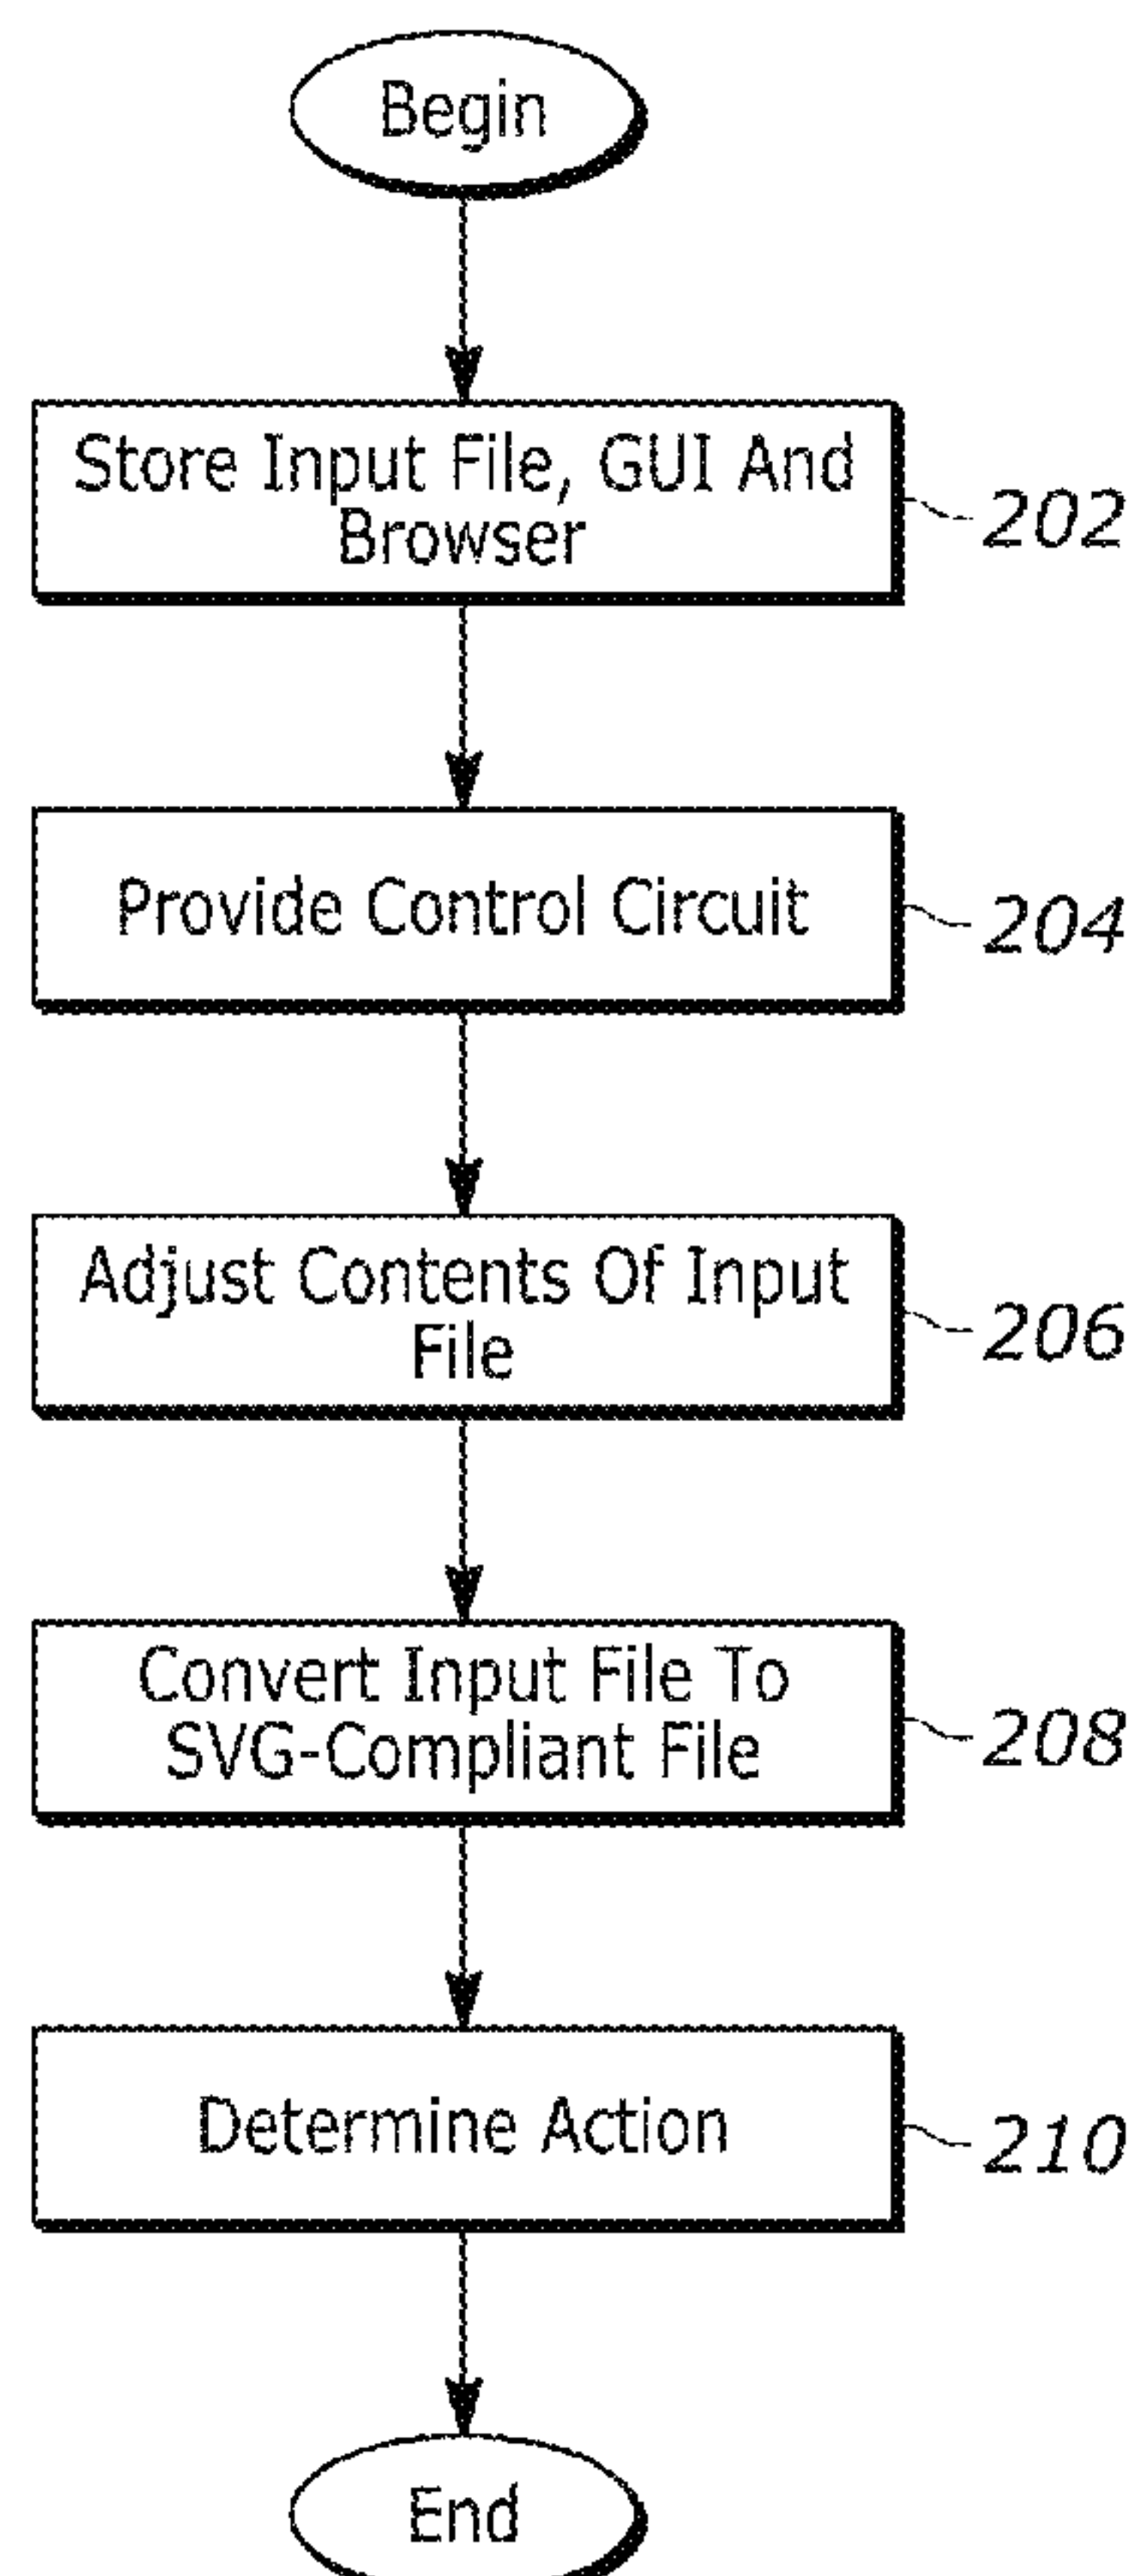 Begin
Store Input File, GUI And
Browser
202
Provide Control Circuit
204
Adjust Contents Of Input
File
206
Convert Input File To
SVG-Compliant File
208
Determine Action
210
End